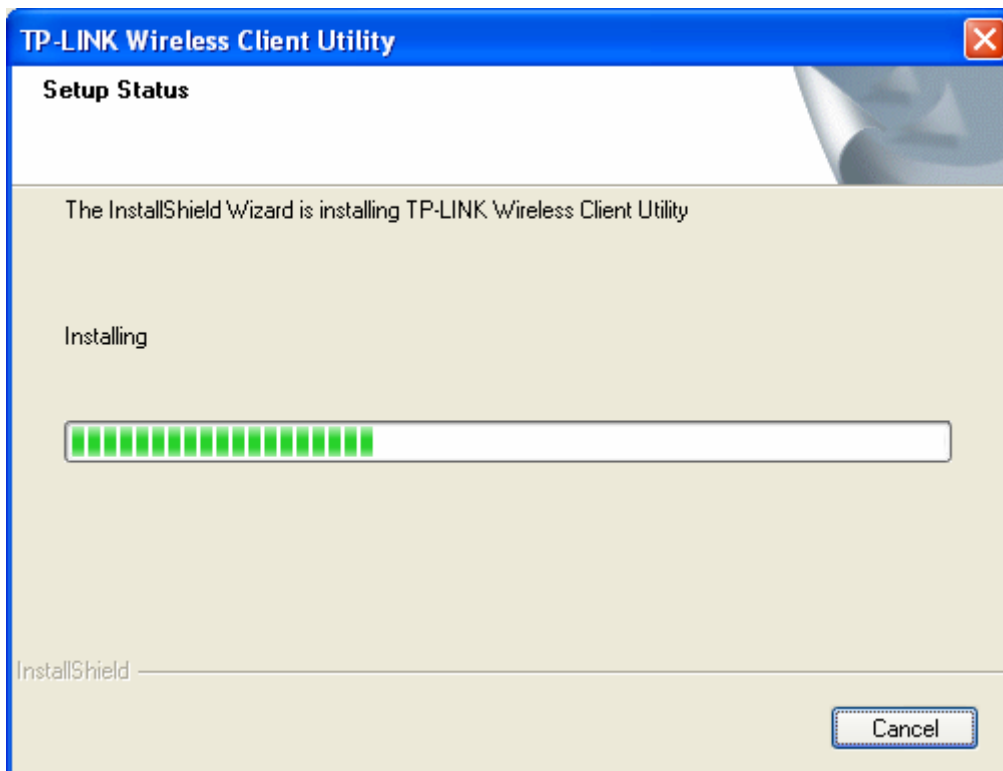 TP-LINK Wireless Client Utility
Setup Status
The InstallShield Wizard is installing TP-LINK Wireless Client Utility
Installing
InstallShield
Cancel